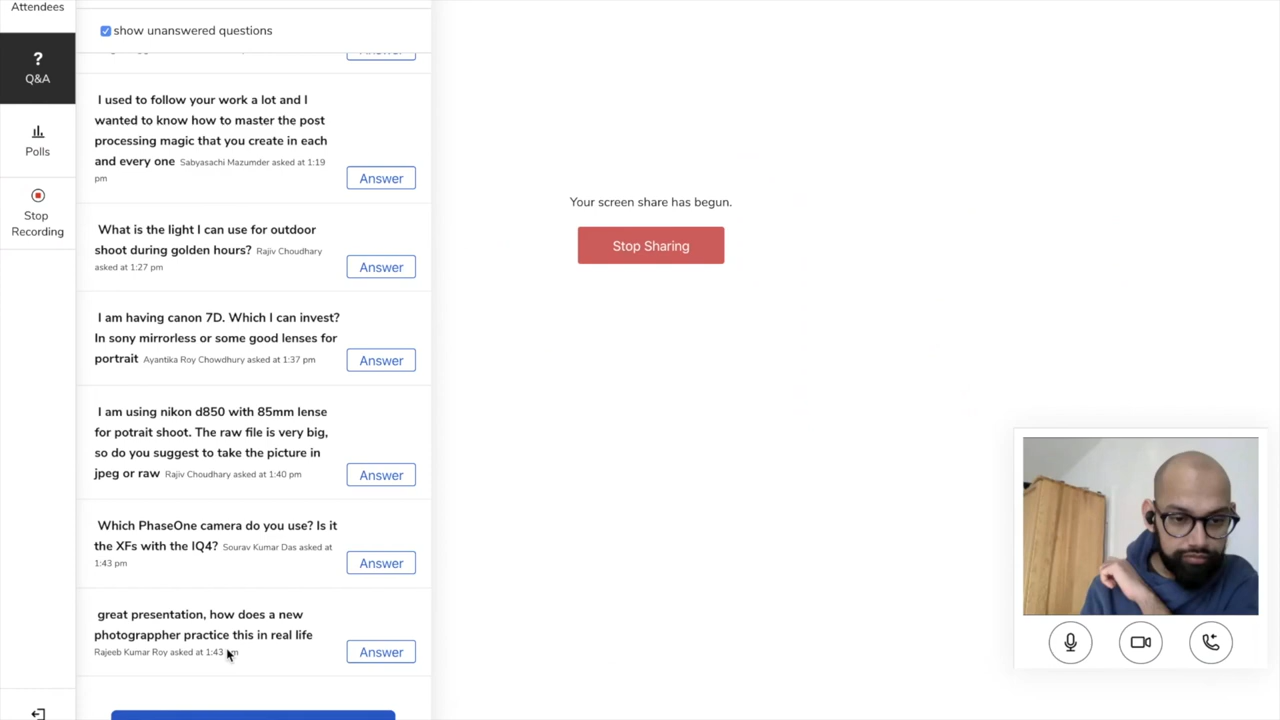 Attendees
?
Q&A
Polls
Stop
Recording
show unanswered questions
I used to follow your work a lot and I
wanted to know how to master the post
processing magic that you create in each
and every one Sabyasachi Mazumder asked at 1:19
pm
Answer
What is the light I can use for outdoor
shoot during golden hours? Rajiv Choudhary
asked at 1:27 pm
Answer
I am having canon 7D. Which I can invest?
In sony mirrorless or some good lenses for
portrait Ayantika Roy Chowdhury asked at 1:37 pm
Answer
I am using nikon d850 with 85mm lense
for potrait shoot. The raw file is very big,
so do you suggest to take the picture in
jpeg or raw Rajiv Choudhary asked at 1:40 pm
Answer
Which PhaseOne camera do you use? Is it
the XFs with the IQ4? Sourav Kumar Das asked at
1:43 pm
Answer
great presentation, how does a new
photograppher practice this in real life
Rajeeb Kumar Roy asked at 1:43
Answer
Your screen share has begun.
Stop Sharing